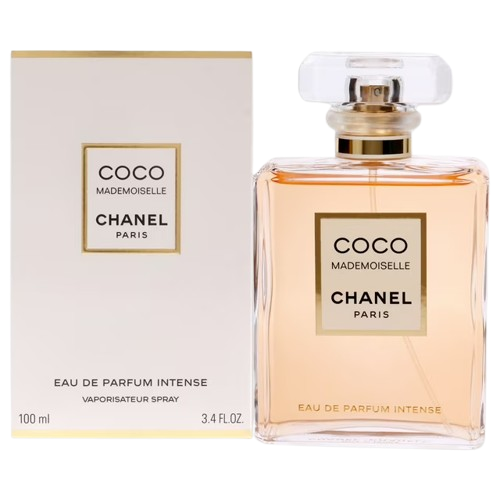 COCO
MADEMOISELLE
CHANEL
PARIS
EAU DE PARFUM INTENSE
VAPORISATEUR SPRAY
100 ml
3.4 FL.OZ.
COCO
MADEMOISELLE
CHANEL
PARIS
EAU DE PARFUM INTENSE